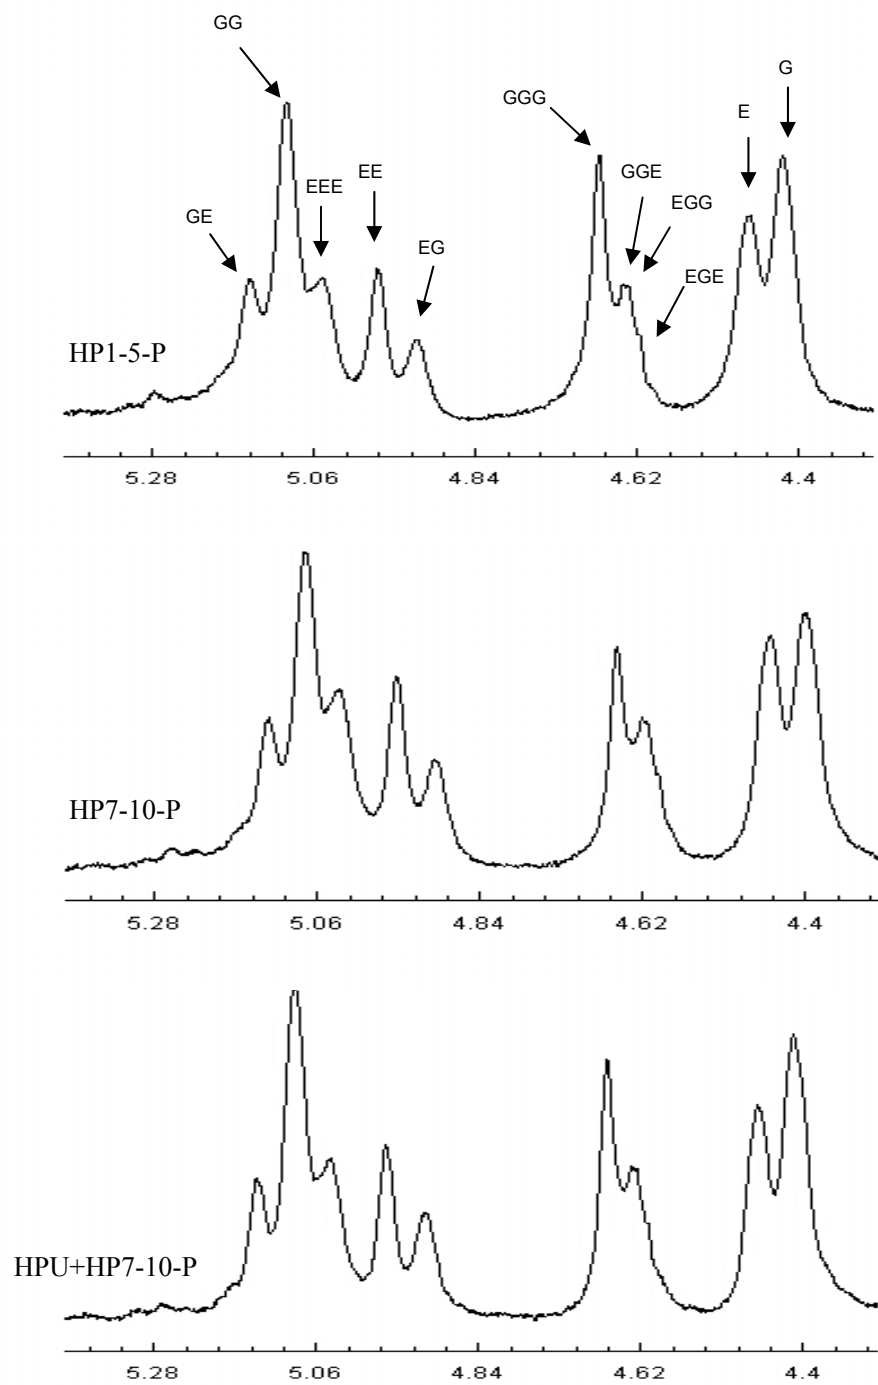 GG
GGG
G
E
GGE
EEE
EE
EGG
GE
EG
EGE
HP1-5-P
5.28 5.06 4.84 4.62 4.4
HP7-10-P
5.28 5.06 4.84 4.62 4.4
HPU+HP7-10-P
5.28 5.06 4.84 4.62 4.4